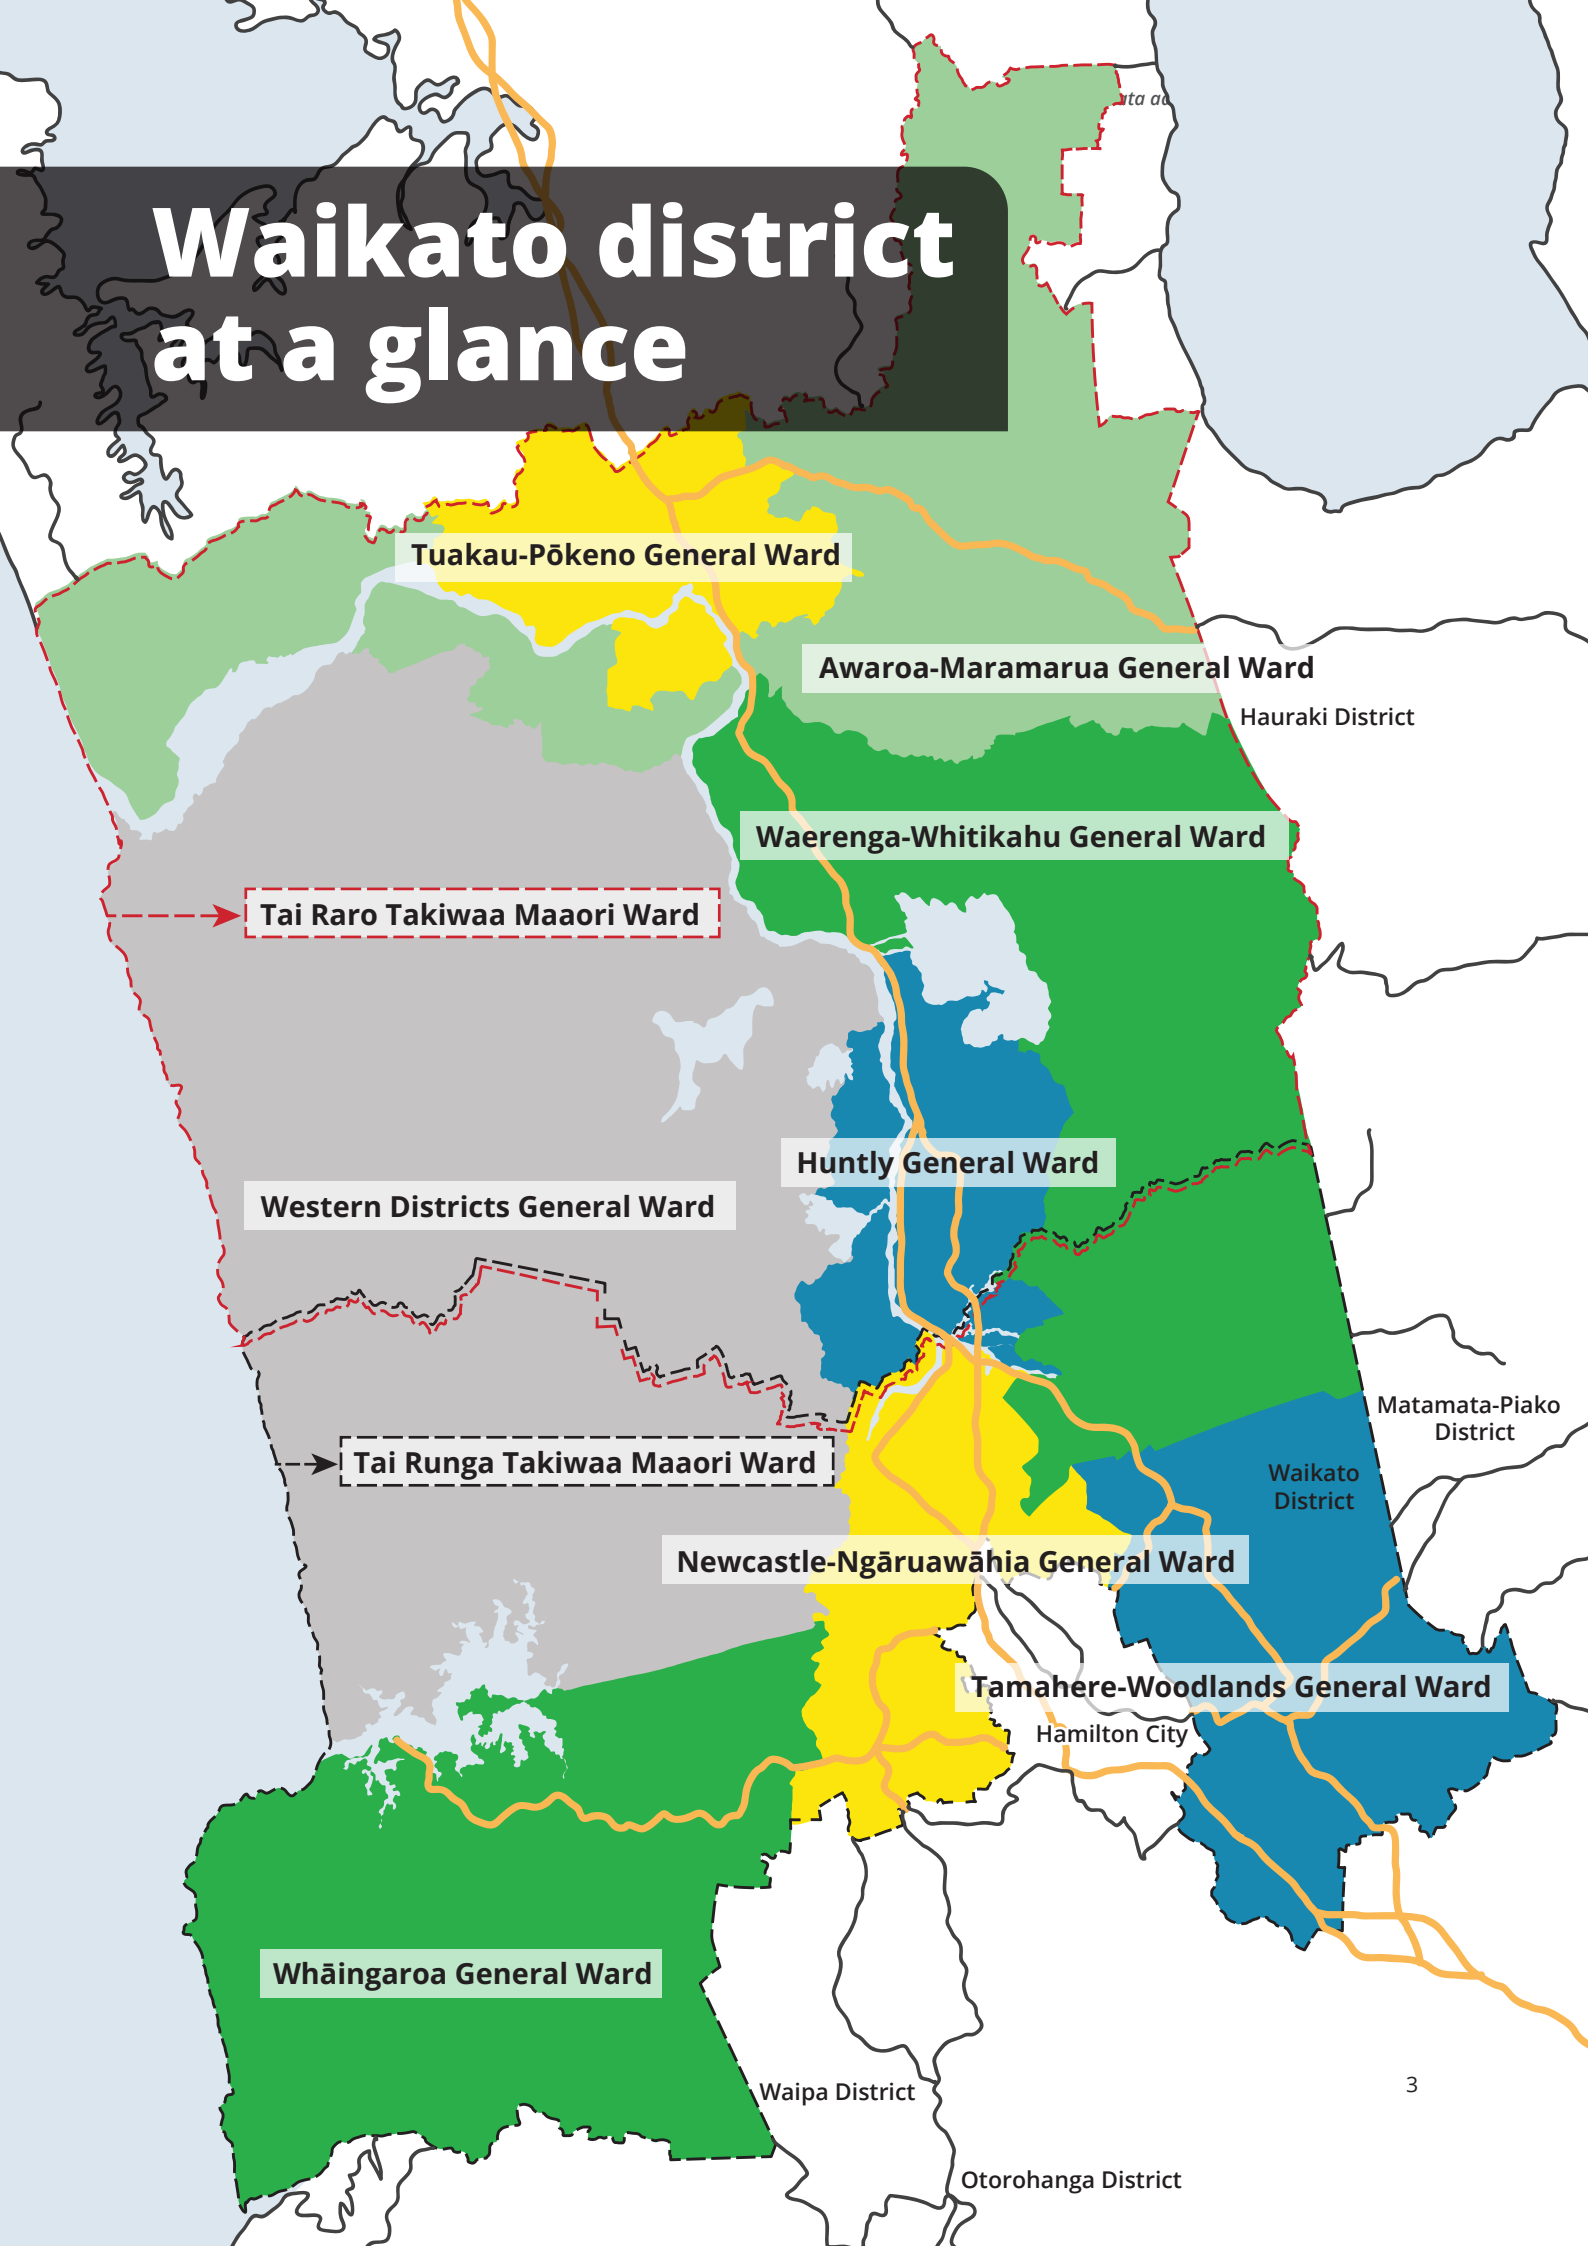 Waikato district
at a glance
Tuakau-Pōkeno General Ward
Awaroa-Maramarua General Ward
Hauraki District
Waerenga-Whitikahu General Ward
Tai Raro Takiwaa Maaori Ward
Huntly General Ward
Western Districts General Ward
Matamata-Piako
District
Tai Runga Takiwaa Maaori Ward
Waikato
District
Newcastle-Ngāruawāhia General Ward
Tamahere-Woodlands General Ward
Hamilton City
Whāingaroa General Ward
Waipa District
3
Otorohanga District